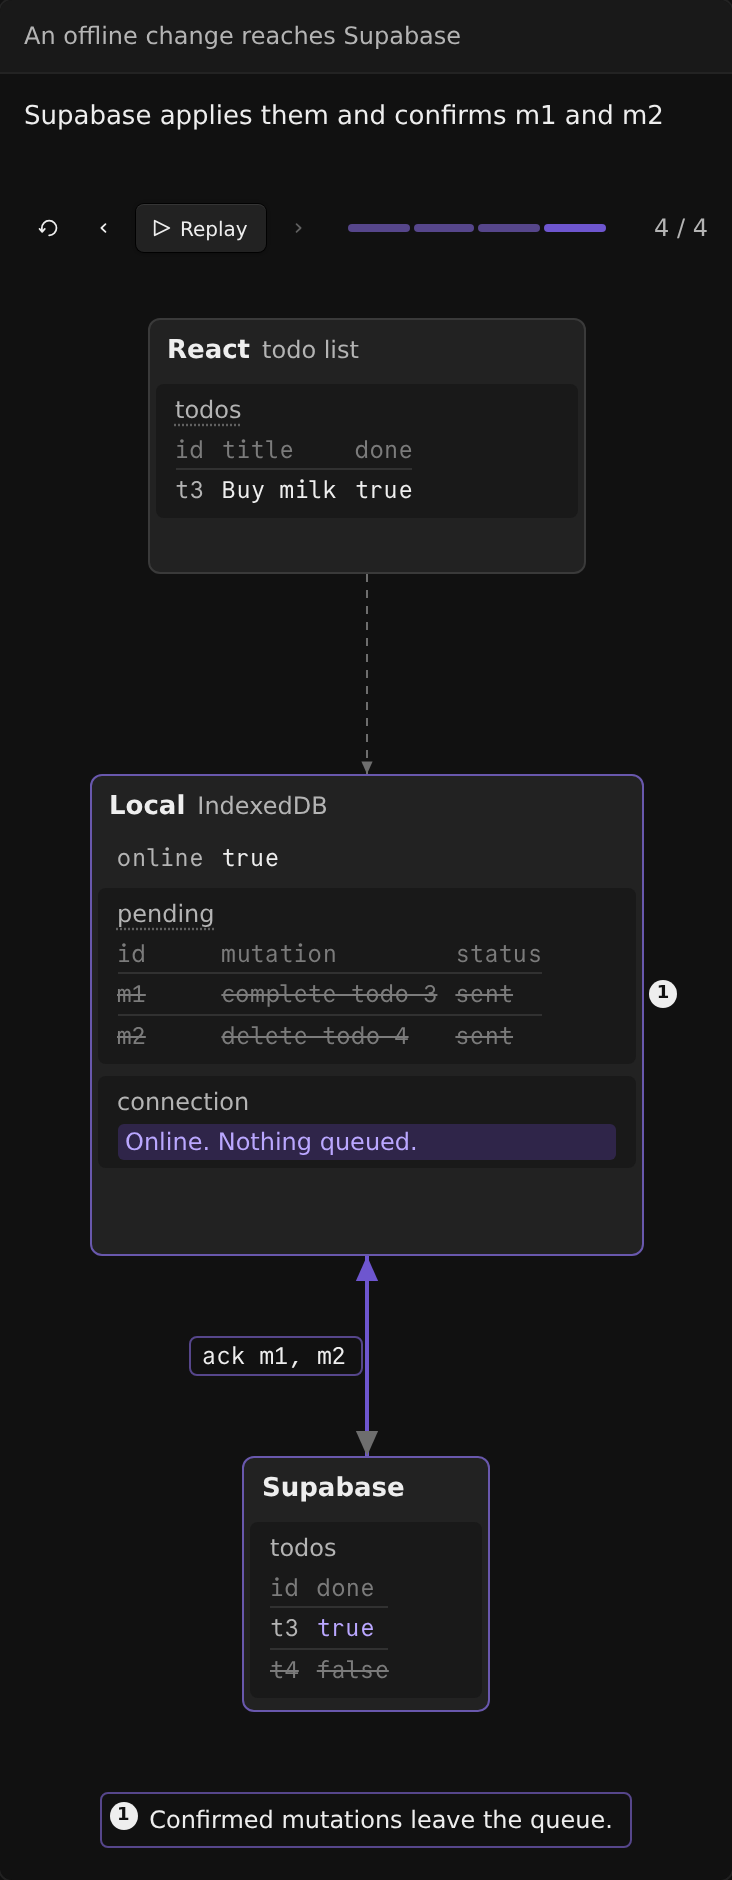 An offline change reaches Supabase
Supabase applies them and confirms m1 and m2
Replay
4 / 4
React todo list
todos
id title done
t3 Buy milk true
Local IndexedDB
online true
pending
id mutation status
m1 complete todo 3 sent
1
m2 delete todo 4 sent
connection
Online. Nothing queued.
ack m1, m2
Supabase
todos
id done
t3 true
t4 false
1 Confirmed mutations leave the queue.